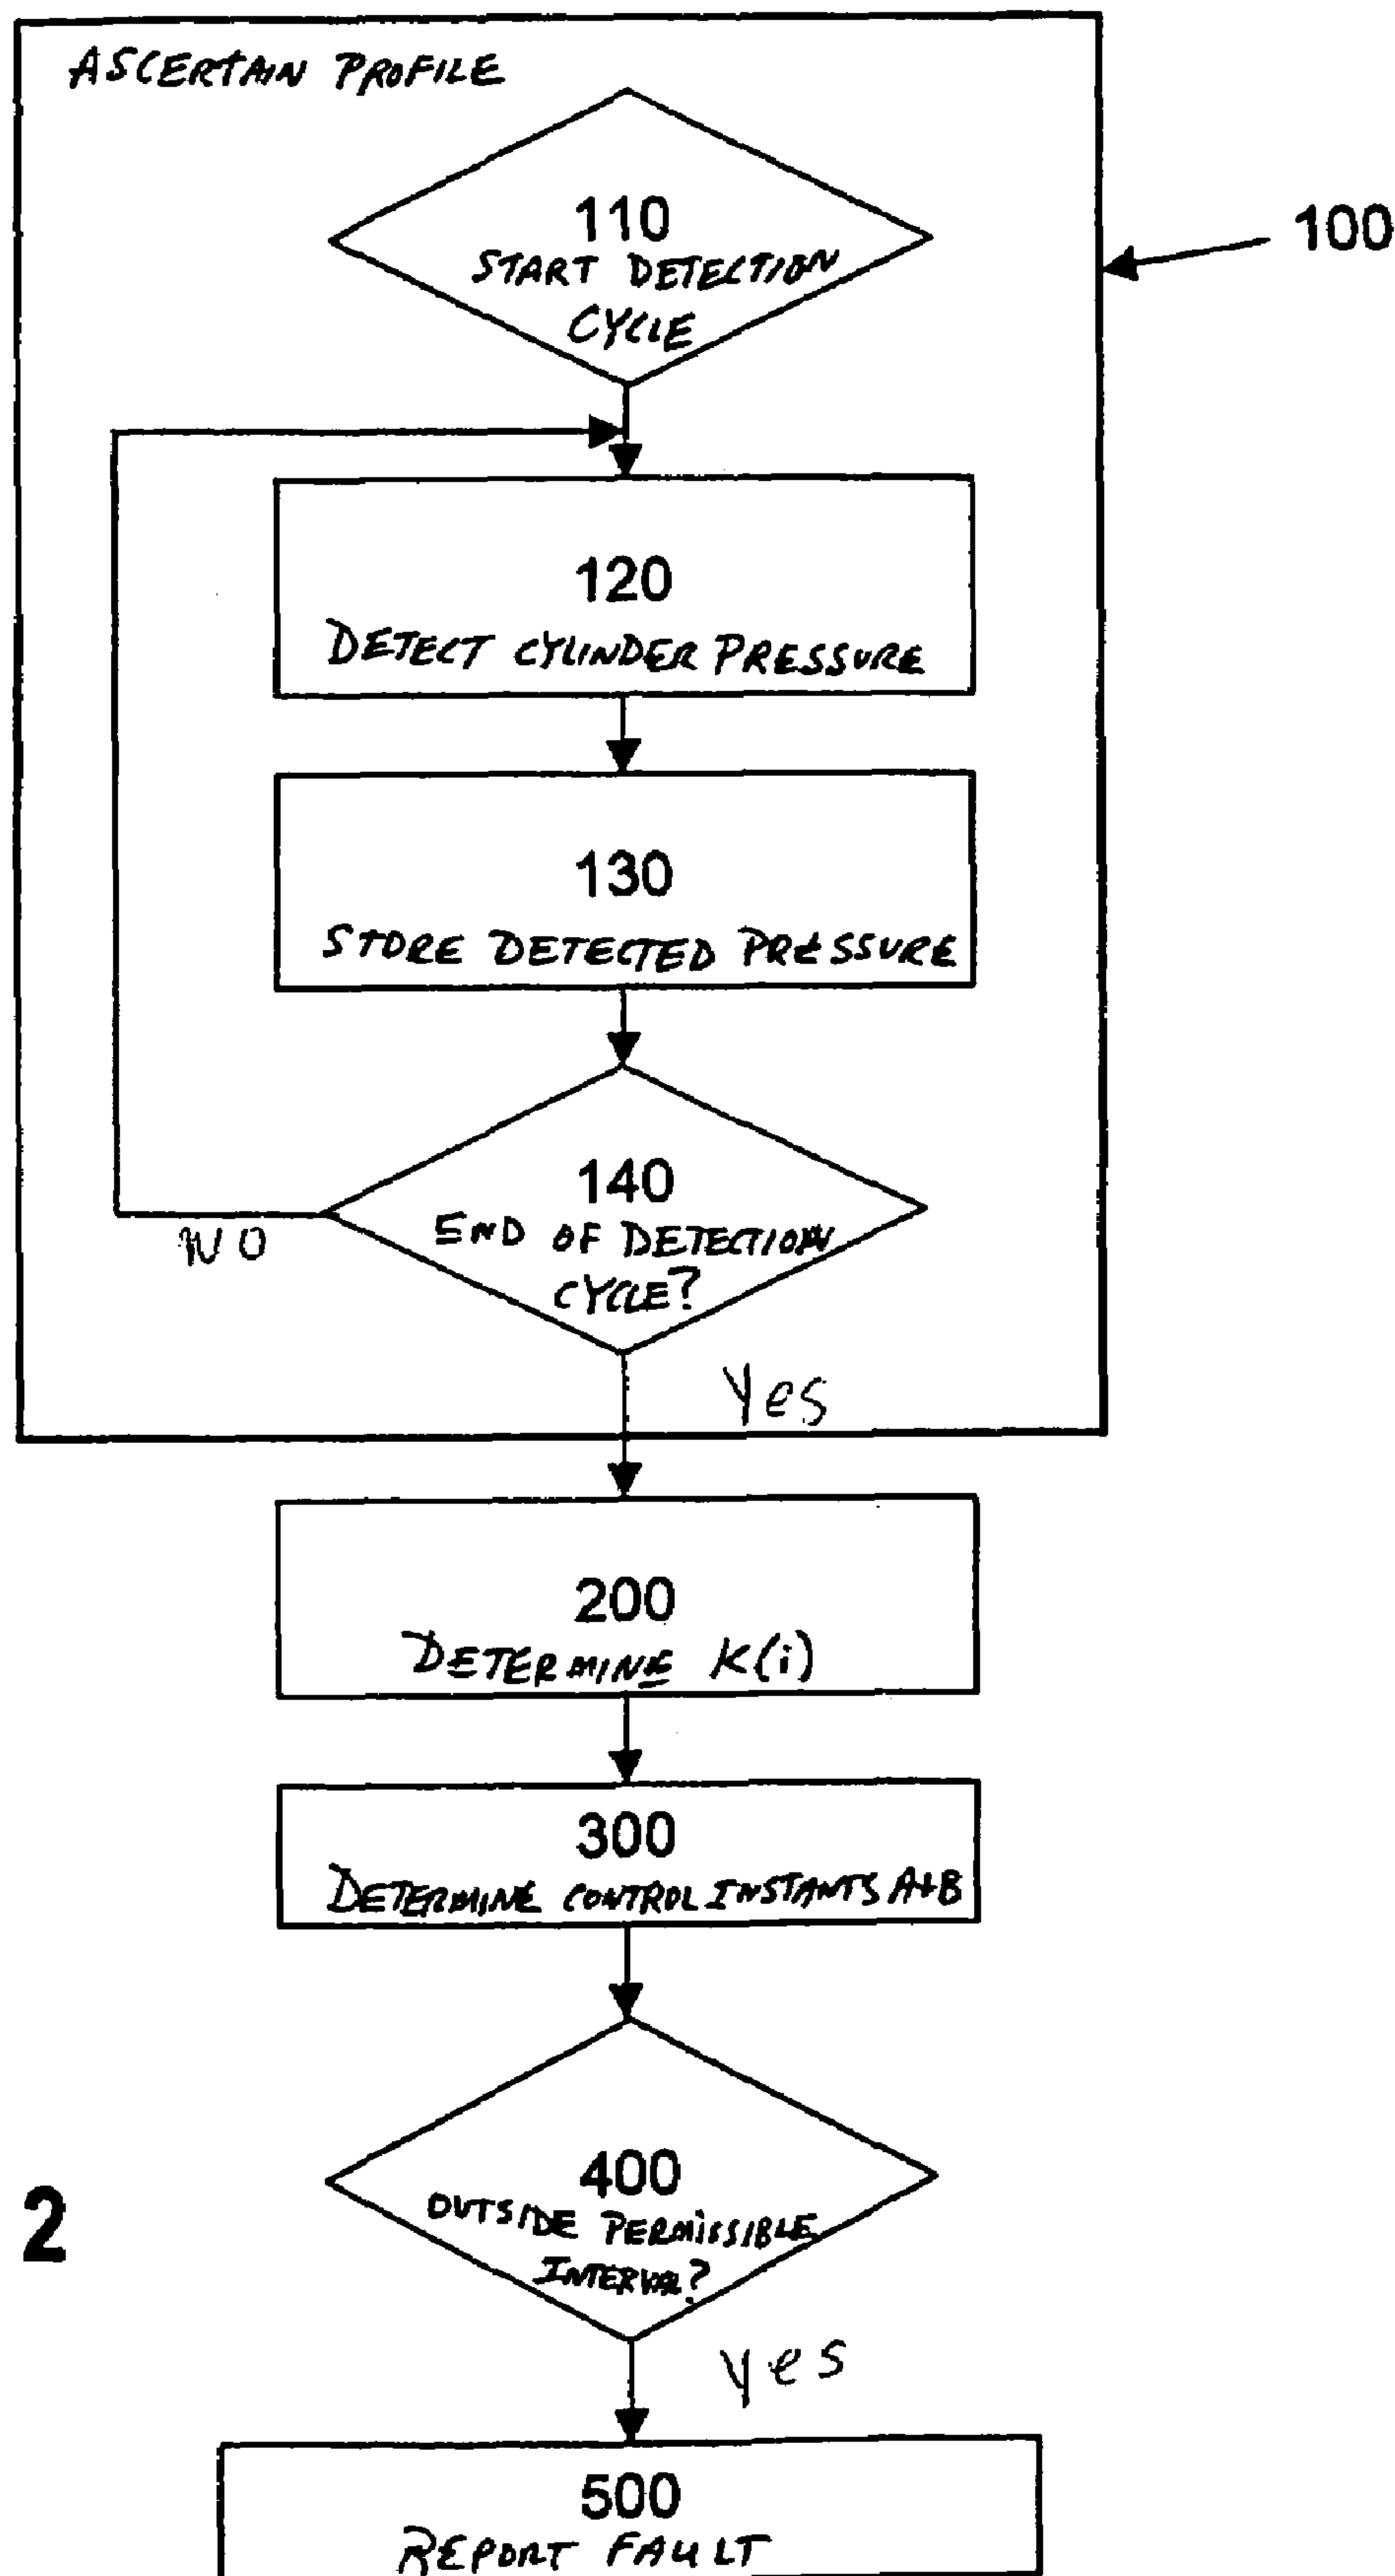 ASCERTAIN PROFILE
110
START DETECTION
CYCLE
100
120
DETECT CYLINDER PRESSURE
130
STORE DETECTED PRESSURE
140
END OF DETECTION
CYCLE?
NO
Yes
200
DETERMINE K(i)
300
DETERMINE CONTROL INSTANTS A+B
400
OUTSIDE PERMISSIBLE
INTERVAL?
2
Yes
500
REPORT FAULT